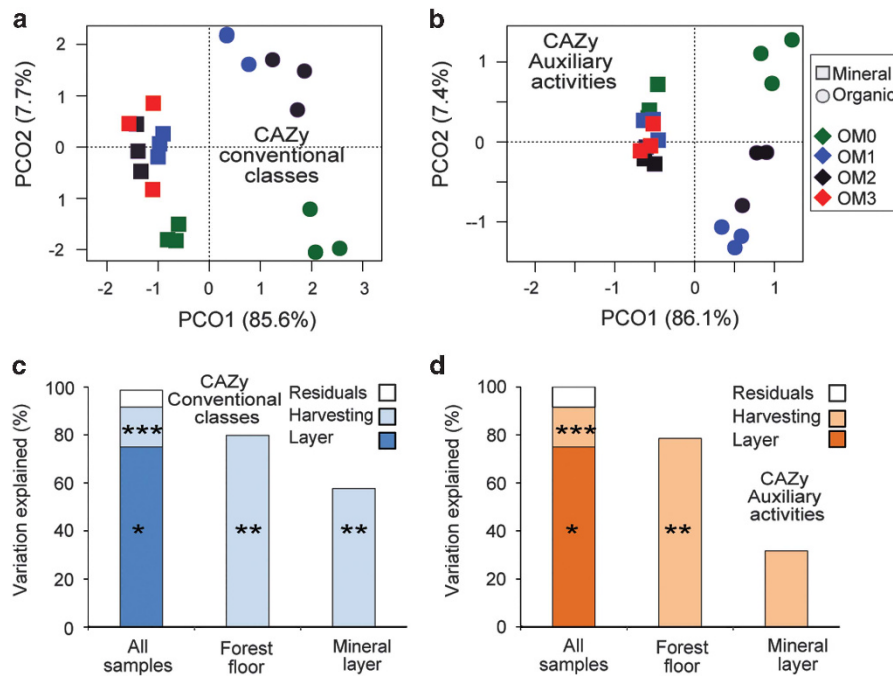 a
2
1
0
-1
-2
PCO2 (7.7%)
CAZy
conventional
classes
-2
-1
0
1
2
3
PCO1 (85.6%)
b
1
0
--1
PCO2 (7.4%)
CAZy
Auxiliary
activities
-2
-1
0
1
PCO1 (86.1%)
Mineral
Organic
OM0
OM1
OM2
OM3
c
100
80
60
40
20
0
Variation explained (%)
CAZy
Conventional
classes
Residuals
Harvesting
Layer
***
*
**
**
All
samples
Forest
floor
Mineral
layer
d
100
80
60
40
20
0
Variation explained (%)
Residuals
Harvesting
Layer
CAZy
Auxiliary
activities
***
*
**
All
samples
Forest
floor
Mineral
layer